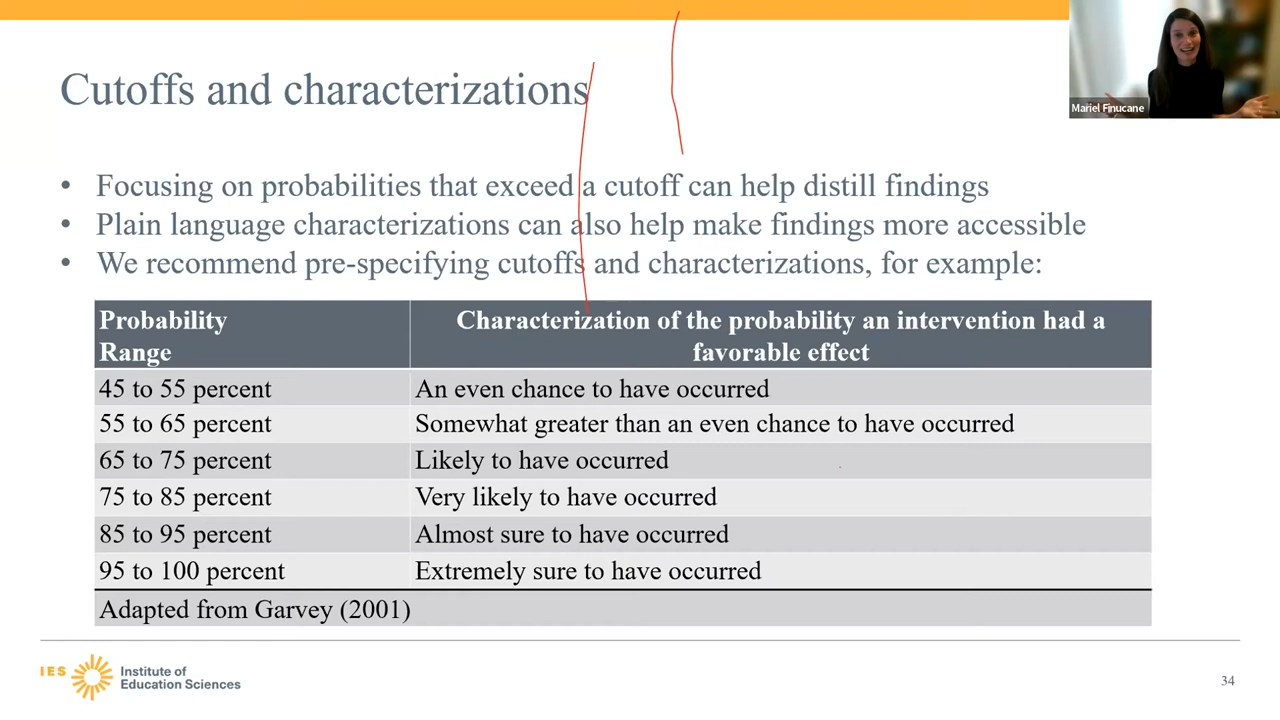 Mariel Finucane
Cutoffs and characterizations
• Focusing on probabilities that exceed a cutoff can help distill findings
• Plain language characterizations can also help make findings more accessible
• We recommend pre-specifying cutoffs and characterizations, for example:
Probability Range
Characterization of the probability an intervention had a
favorable effect
45 to 55 percent An even chance to have occurred
55 to 65 percent Somewhat greater than an even chance to have occurred
65 to 75 percent Likely to have occurred
75 to 85 percent Very likely to have occurred
85 to 95 percent Almost sure to have occurred
95 to 100 percent Extremely sure to have occurred
Adapted from Garvey (2001)
IES Institute of
Education Sciences
34